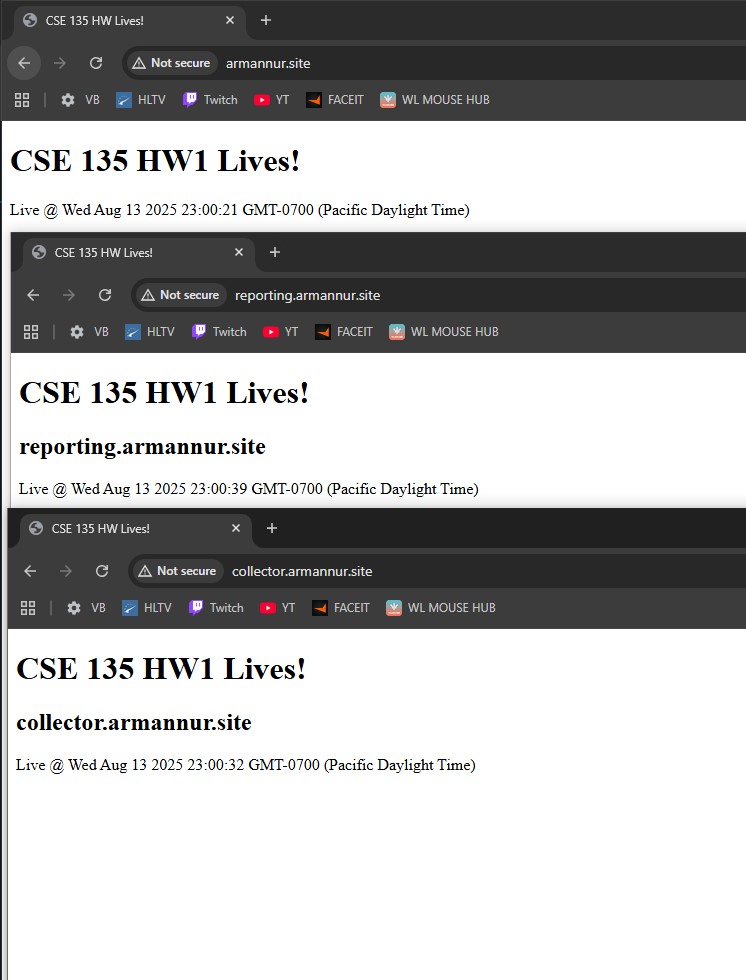 CSE 135 HW Lives!
Not secure armannur.site
VB HLTV Twitch YT FACEIT WL MOUSE HUB
CSE 135 HW1 Lives!
Live @ Wed Aug 13 2025 23:00:21 GMT-0700 (Pacific Daylight Time)
CSE 135 HW Lives!
Not secure reporting.armannur.site
VB HLTV Twitch YT FACEIT WL MOUSE HUB
CSE 135 HW1 Lives!
reporting.armannur.site
Live @ Wed Aug 13 2025 23:00:39 GMT-0700 (Pacific Daylight Time)
CSE 135 HW Lives!
Not secure collector.armannur.site
VB HLTV Twitch YT FACEIT WL MOUSE HUB
CSE 135 HW1 Lives!
collector.armannur.site
Live @ Wed Aug 13 2025 23:00:32 GMT-0700 (Pacific Daylight Time)